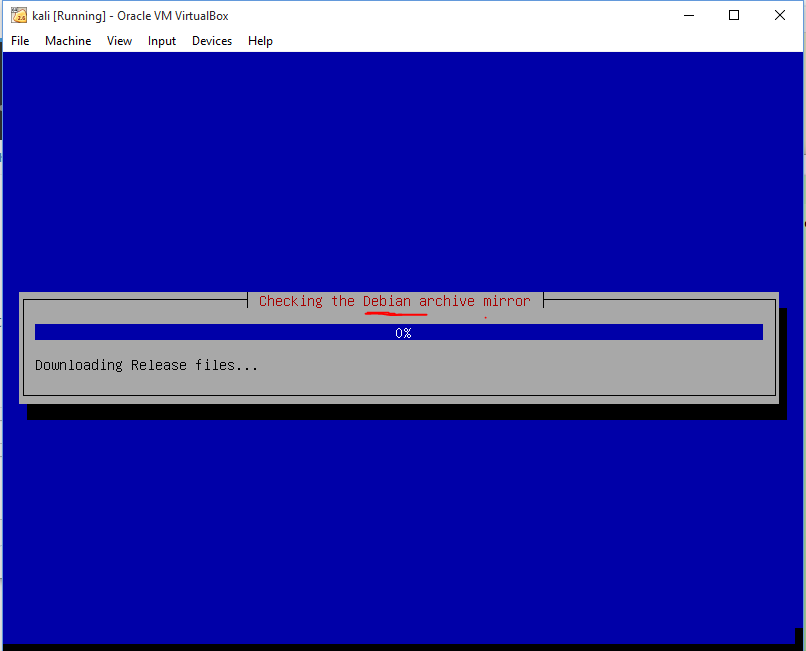 kali [Running] - Oracle VM VirtualBox
File Machine View Input Devices Help
Checking the Debian archive mirror
0%
Downloading Release files...